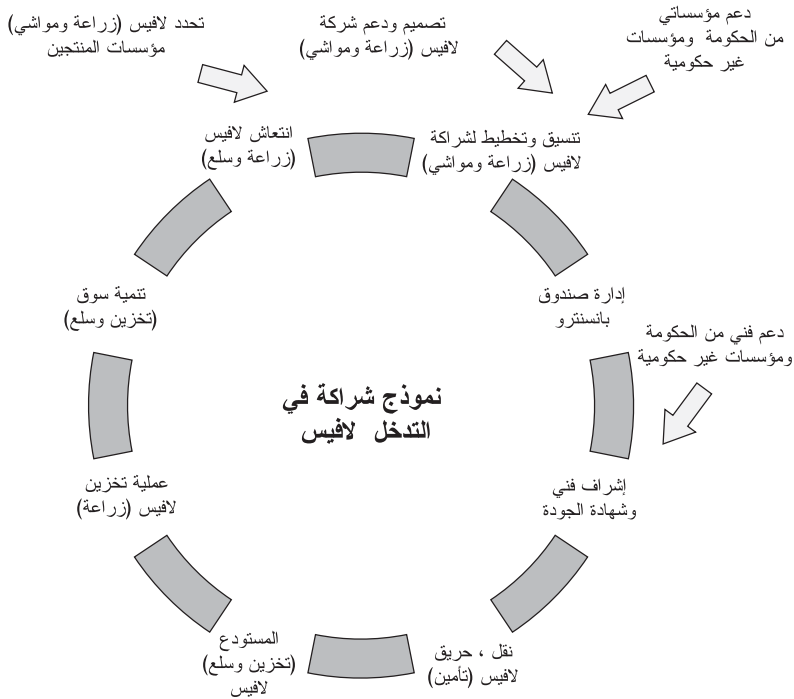 دعم مؤسساتي
من الحكومة ومؤسسات
غير حكومية
تصميم ودعم شركة
لافيس (زراعة ومواشي)
تحدد لافيس (زراعة ومواشي)
مؤسسات المنتجين
تنسيق وتخطيط لشراكة
لافيس (زراعة ومواشي)
انتعاش لافيس
(زراعة وسلع)
إدارة صندوق
بانسنترو
تنمية سوق
(تخزين وسلع)
دعم فني من الحكومة
ومؤسسات غير حكومية
نموذج شراكة في
التدخل لافيس
إشراف فني
وشهادة الجودة
عملية تخزين
لافيس (زراعة)
نقل ، حريق
لافيس (تأمين)
المستودع
(تخزين وسلع)
لافيس